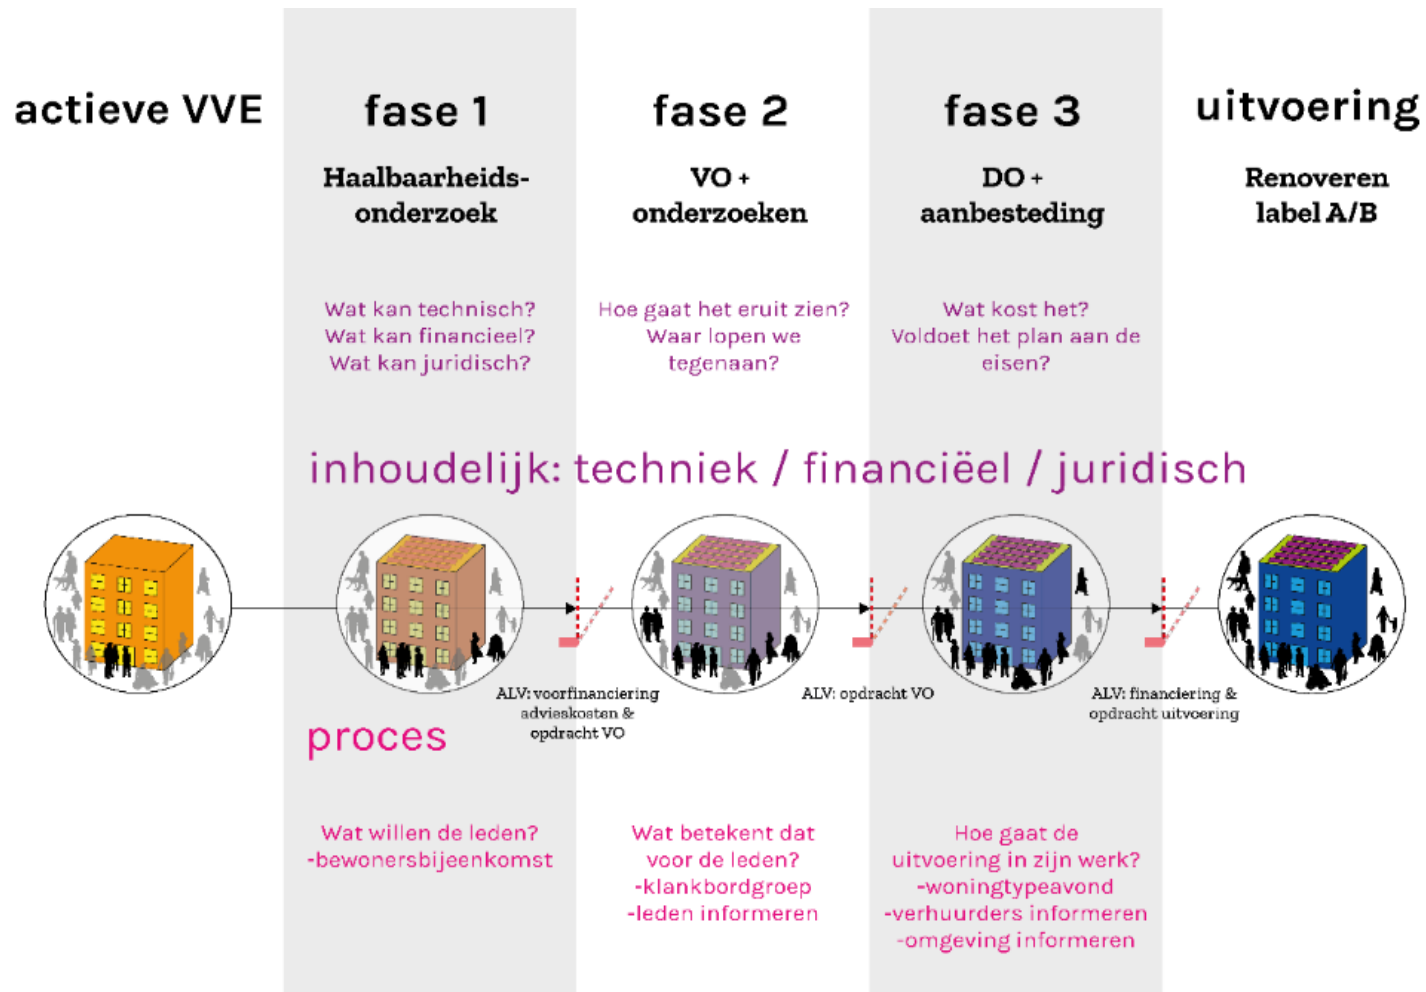 actieve VVE
fase 1
fase 2
fase 3
uitvoering
Haalbaarheids-
onderzoek
VO +
onderzoeken
DO +
aanbesteding
Renoveren
label A/B
Wat kan technisch?
Wat kan financieel?
Wat kan juridisch?
Hoe gaat het eruit zien?
Waar lopen we
tegenaan?
Wat kost het?
Voldoet het plan aan de
eisen?
inhoudelijk: techniek / financiëel / juridisch
ALV: voorfinanciering
advieskosten &
opdracht VO
ALV: opdracht VO
ALV: financiering &
opdracht uitvoering
proces
Wat willen de leden?
-bewonersbijeenkomst
Wat betekent dat
voor de leden?
-klankbordgroep
-leden informeren
Hoe gaat de
uitvoering in zijn werk?
-woningtypeavond
-verhuurders informeren
-omgeving informeren